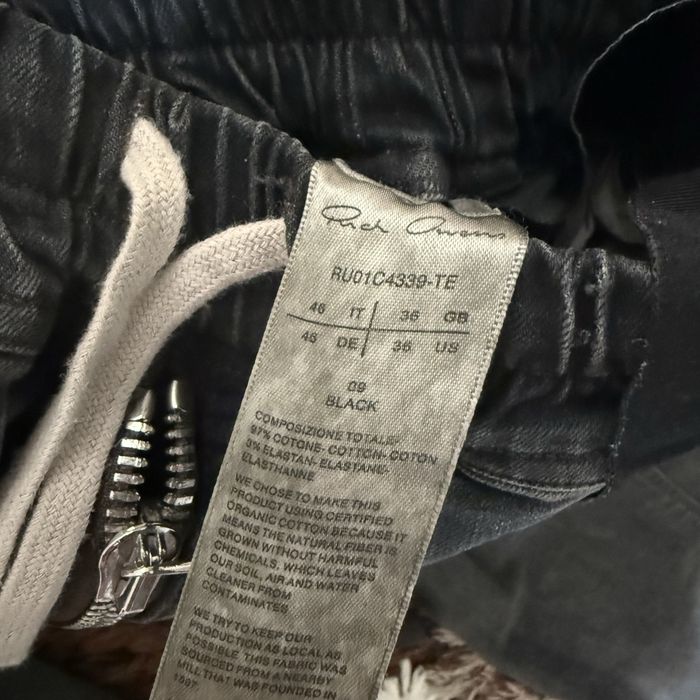 Rick Owens
RU01C4339-TE
46 IT 36 GB
46 DE 36 US
09
BLACK
COMPOSIZIONE TOTALE-
97% COTONE- COTTON- COTON
3% ELASTAN- ELASTANE-
ELASTHANNE
WE CHOSE TO MAKE THIS
PRODUCT USING CERTIFIED
ORGANIC COTTON BECAUSE IT
MEANS THE NATURAL FIBER IS
GROWN WITHOUT HARMFUL
CHEMICALS, WHICH LEAVES
OUR SOIL, AIR AND WATER
CLEANER FROM
CONTAMINATES
WE TRY TO KEEP OUR
PRODUCTION AS LOCAL AS
POSSIBLE. THIS FABRIC WAS
SOURCED FROM A NEARBY
MILL THAT WAS FOUNDED IN
1887